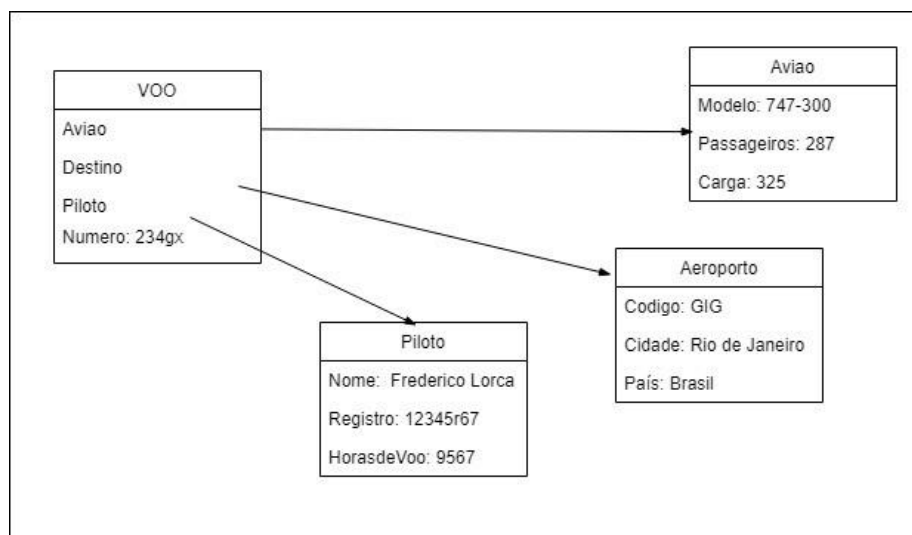 VOO
Aviao
Destino
Piloto
Numero: 234gx
Aviao
Modelo: 747-300
Passageiros: 287
Carga: 325
Aeroporto
Codigo: GIG
Cidade: Rio de Janeiro
País: Brasil
Piloto
Nome: Frederico Lorca
Registro: 12345r67
HorasdeVoo: 9567